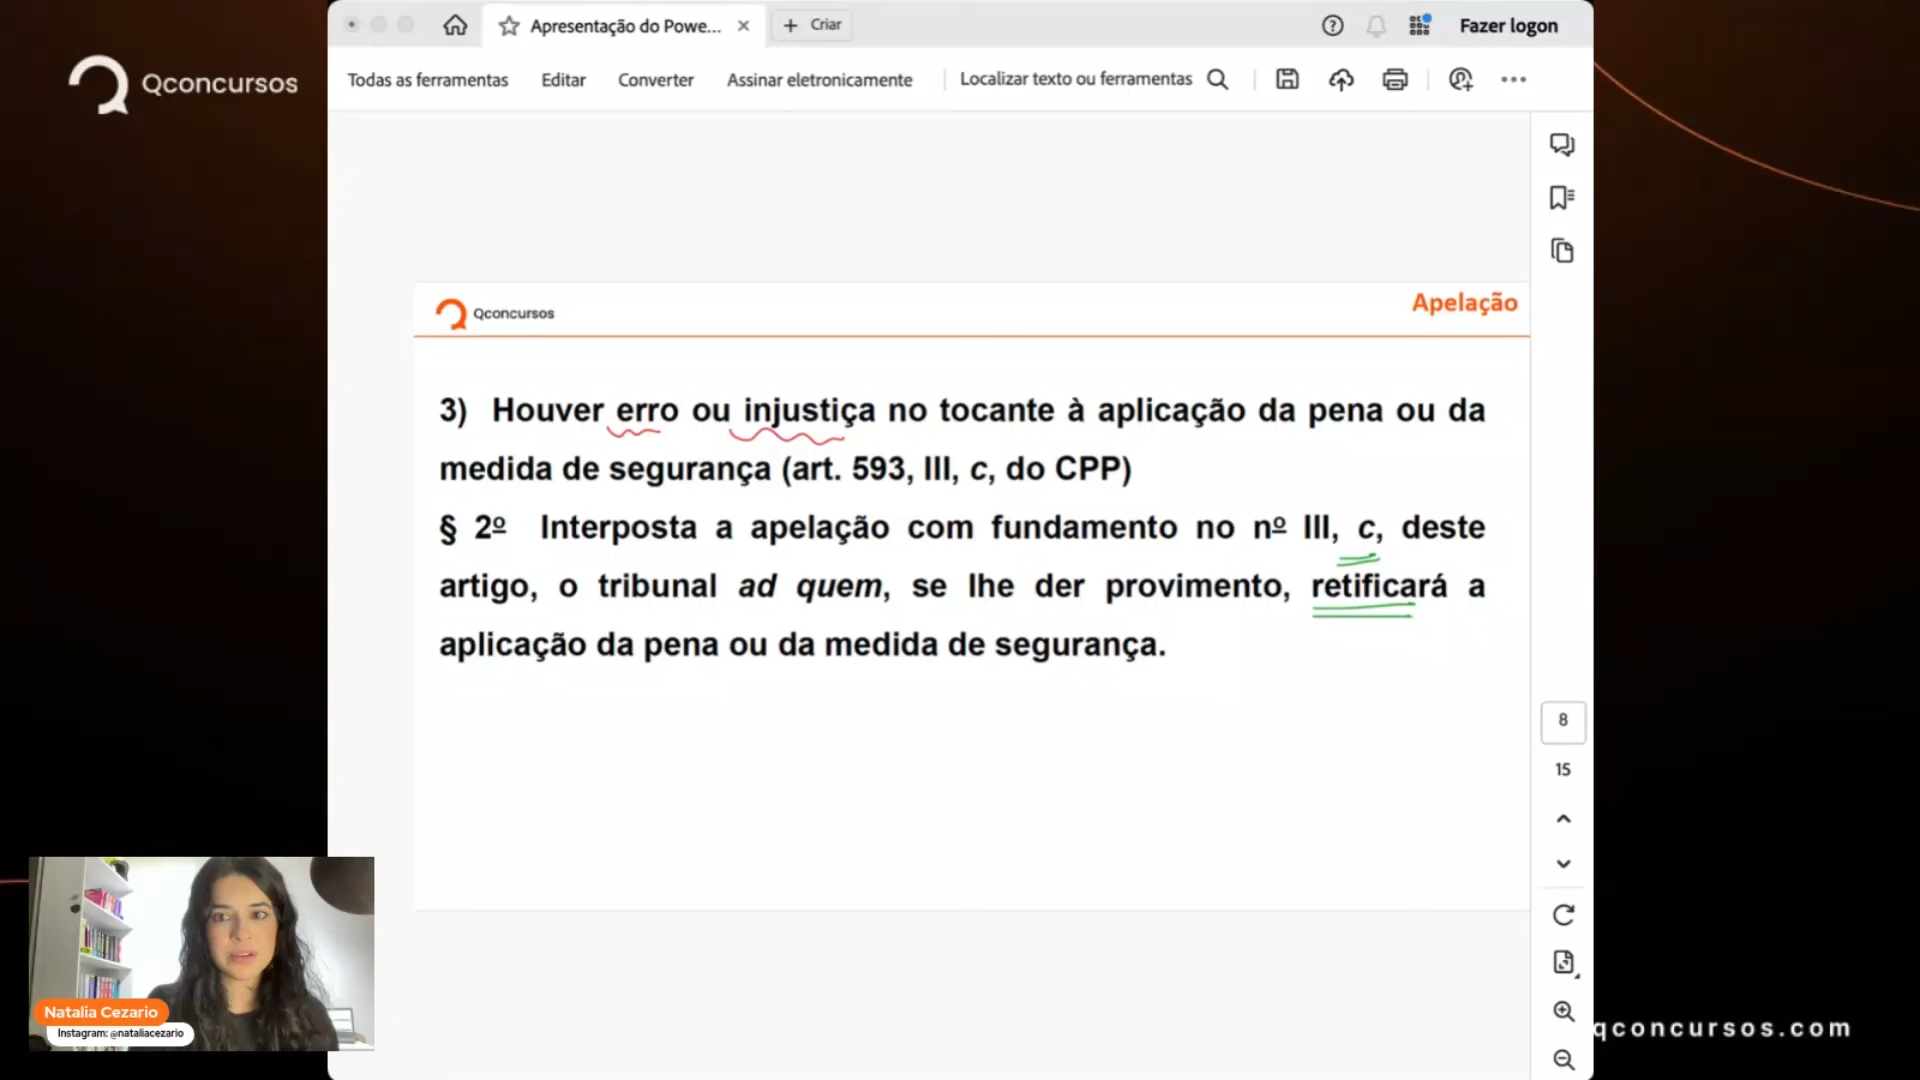 Qconcursos
Apresentação do Powe...
Criar
Fazer logon
Todas as ferramentas
Editar
Converter
Assinar eletronicamente
Localizar texto ou ferramentas
Qconcursos
Apelação
3) Houver erro ou injustiça no tocante à aplicação da pena ou da
medida de segurança (art. 593, III, c, do CPP)
§ 2º Interposta a apelação com fundamento no nº III, c, deste
artigo, o tribunal ad quem, se lhe der provimento, retificará a
aplicação da pena ou da medida de segurança.
8
15
Natalia Cezario
Instagram: @nataliacezario
qconcursos.com